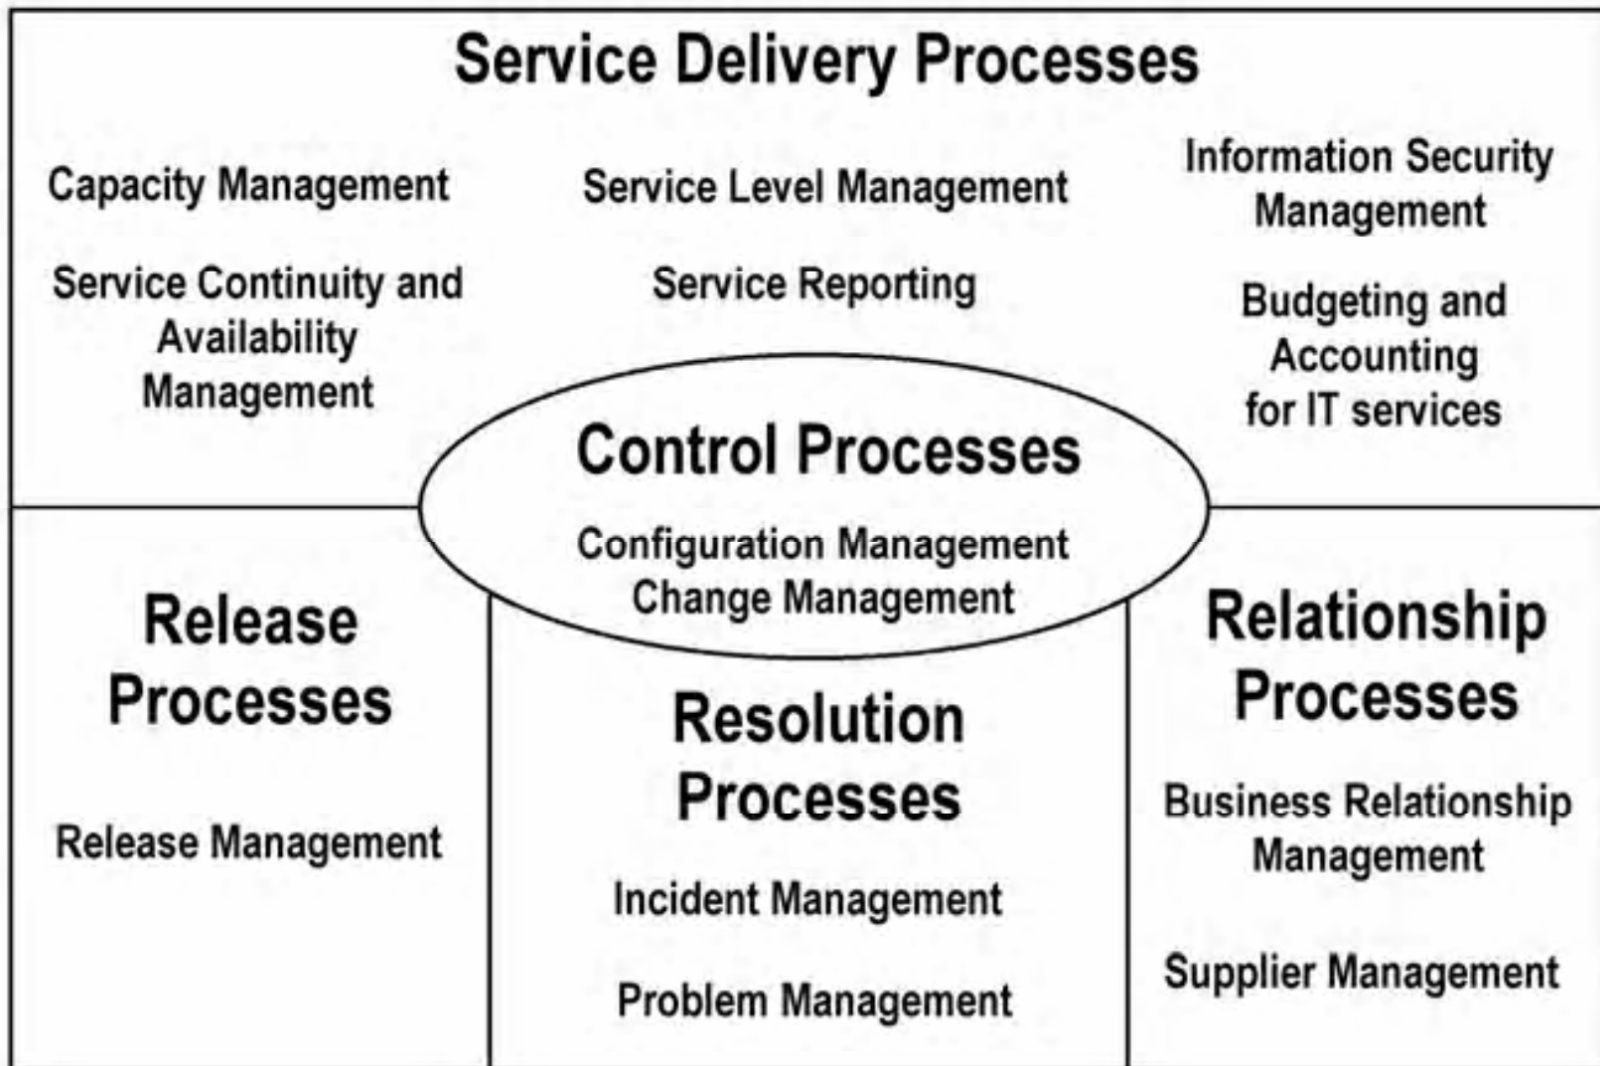 Service Delivery Processes
Capacity Management
Service Continuity and
Availability
Management
Service Level Management
Service Reporting
Information Security
Management
Budgeting and
Accounting
for IT services
Control Processes
Configuration Management
Change Management
Release
Processes
Release Management
Resolution
Processes
Incident Management
Problem Management
Relationship
Processes
Business Relationship
Management
Supplier Management